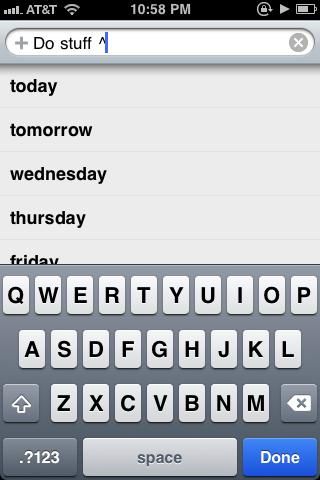 AT&T 10:58 PM
+ Do stuff ^
today
tomorrow
wednesday
thursday
friday
Q W E R T Y U I O P
A S D F G H J K L
Z X C V B N M
.?123 space Done